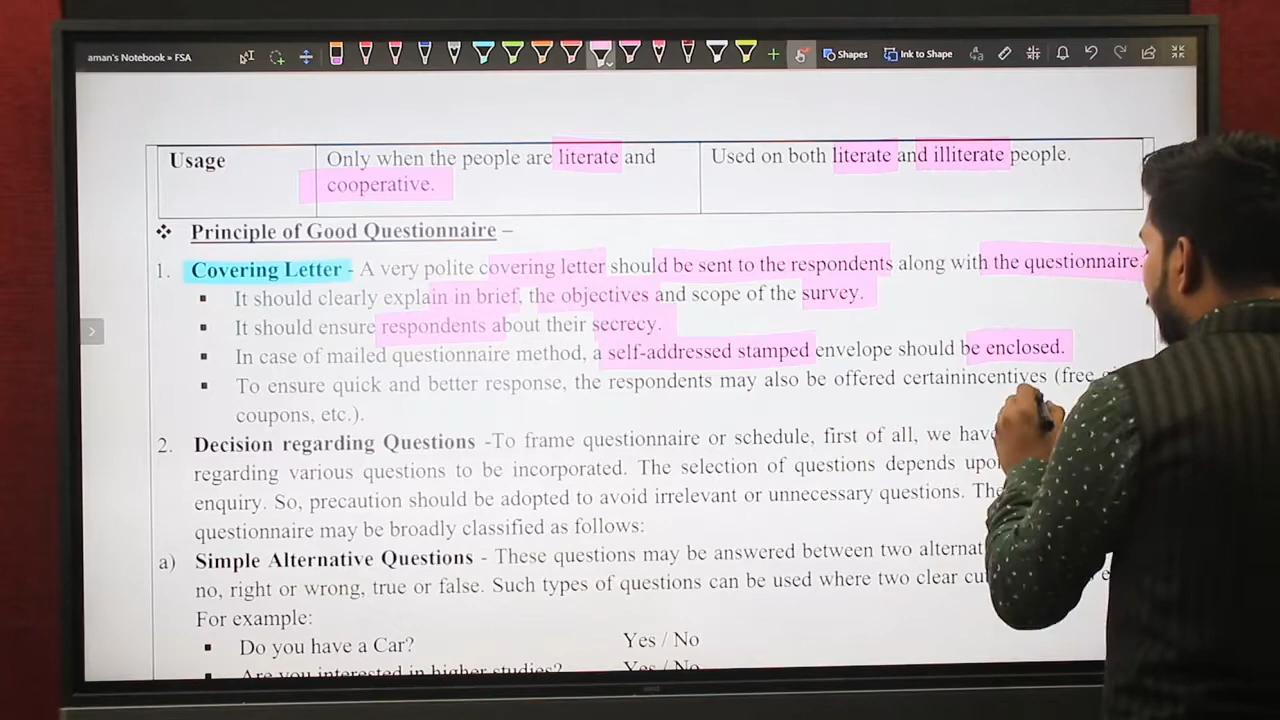 aman's Notebook » FSA
Shapes
Ink to Shape
Usage
Only when the people are literate and
cooperative.
Used on both literate and illiterate people.
❖ Principle of Good Questionnaire –
1. Covering Letter - A very polite covering letter should be sent to the respondents along with the questionnaire.
▪ It should clearly explain in brief, the objectives and scope of the survey.
▪ It should ensure respondents about their secrecy.
▪ In case of mailed questionnaire method, a self-addressed stamped envelope should be enclosed.
▪ To ensure quick and better response, the respondents may also be offered certainincentives (free
coupons, etc.).
2. Decision regarding Questions -To frame questionnaire or schedule, first of all, we have
regarding various questions to be incorporated. The selection of questions depends
enquiry. So, precaution should be adopted to avoid irrelevant or unnecessary questions.
questionnaire may be broadly classified as follows:
a) Simple Alternative Questions - These questions may be answered between two
no, right or wrong, true or false. Such types of questions can be used where two clear
For example:
▪ Do you have a Car? Yes / No
▪ Are you interested in higher studies? Yes / No